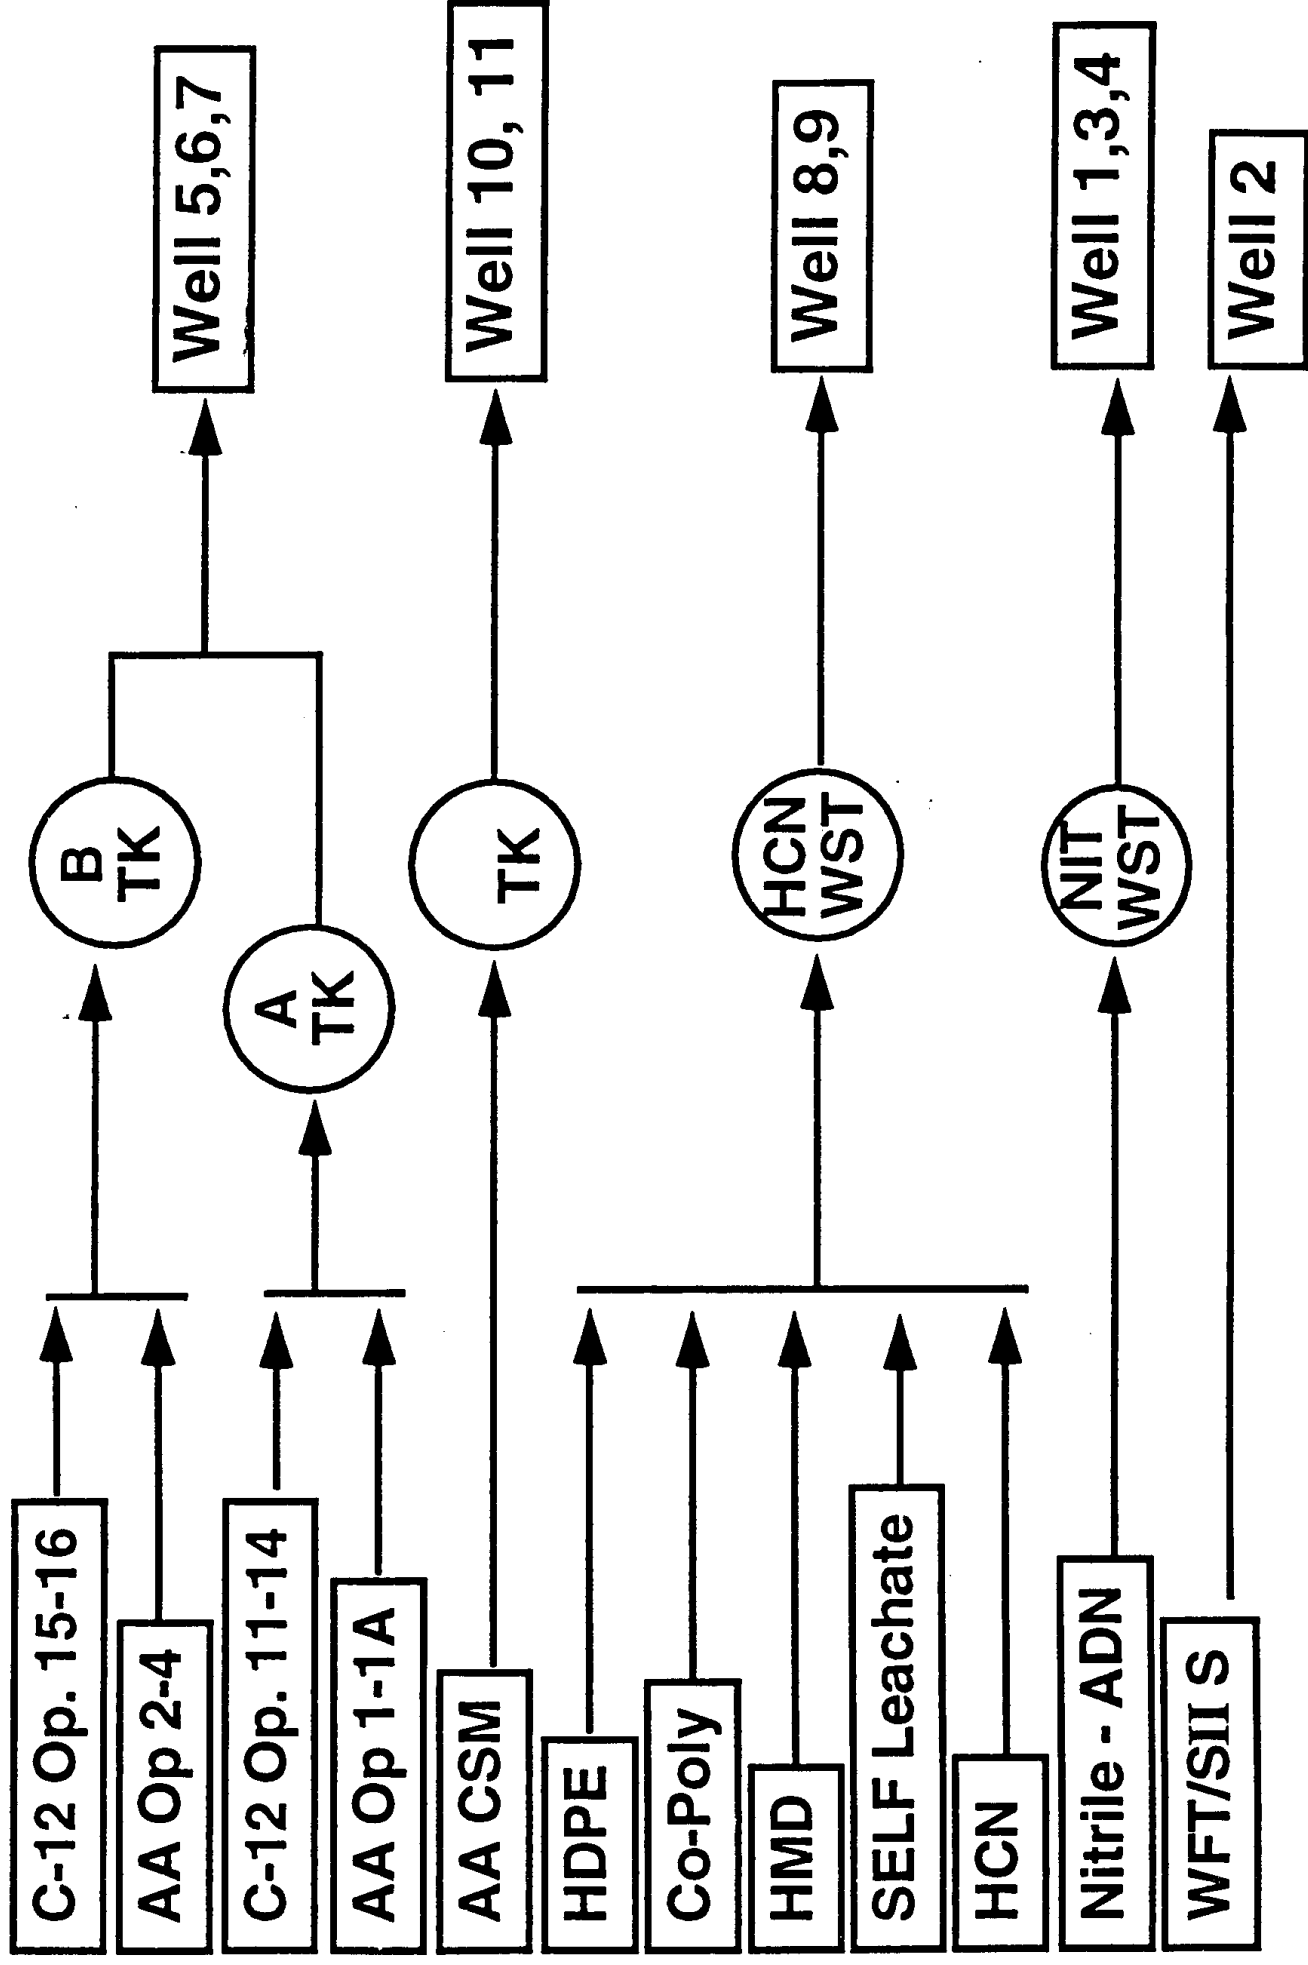 C-12 Op. 15-16
AA Op 2-4
C-12 Op. 11-14
AA Op 1-1A
AA CSM
HDPE
Co-Poly
HMD
SELF Leachate
HCN
Nitrile - ADN
WFT/SII S
B
TK
A
TK
TK
HCN
WST
NIT
WST
Well 5,6,7
Well 10, 11
Well 8,9
Well 1,3,4
Well 2